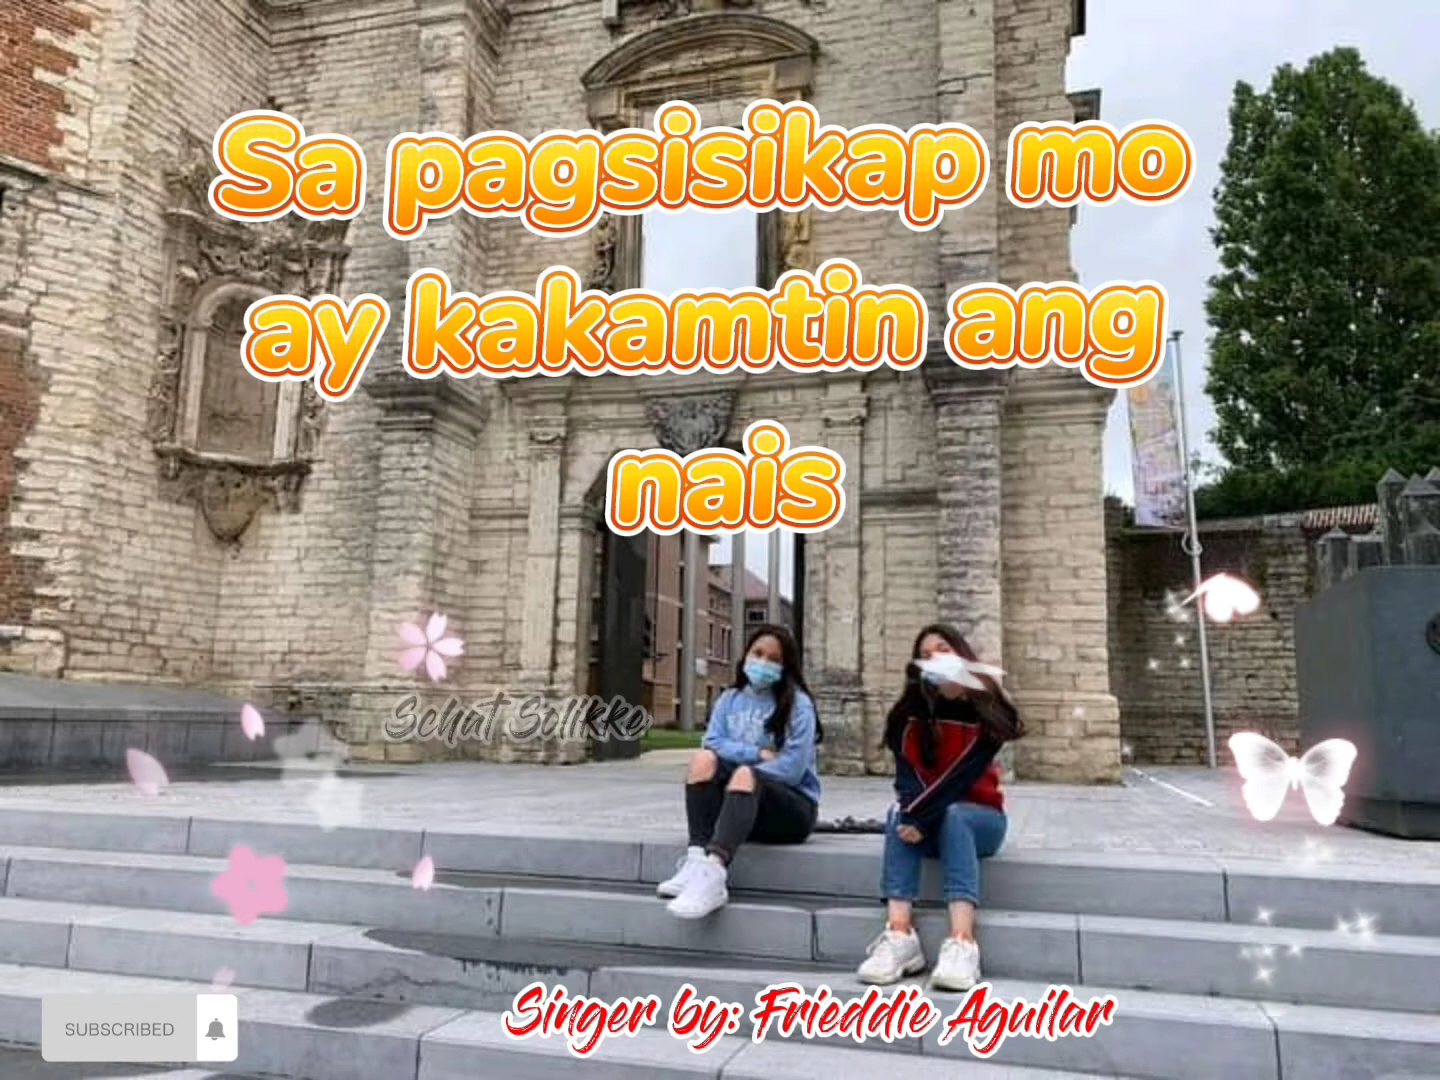 Sa pagsisikap mo
ay kakamtin ang
nais
Schat Solikke
SUBSCRIBED
Singer by: Frieddie Aguilar